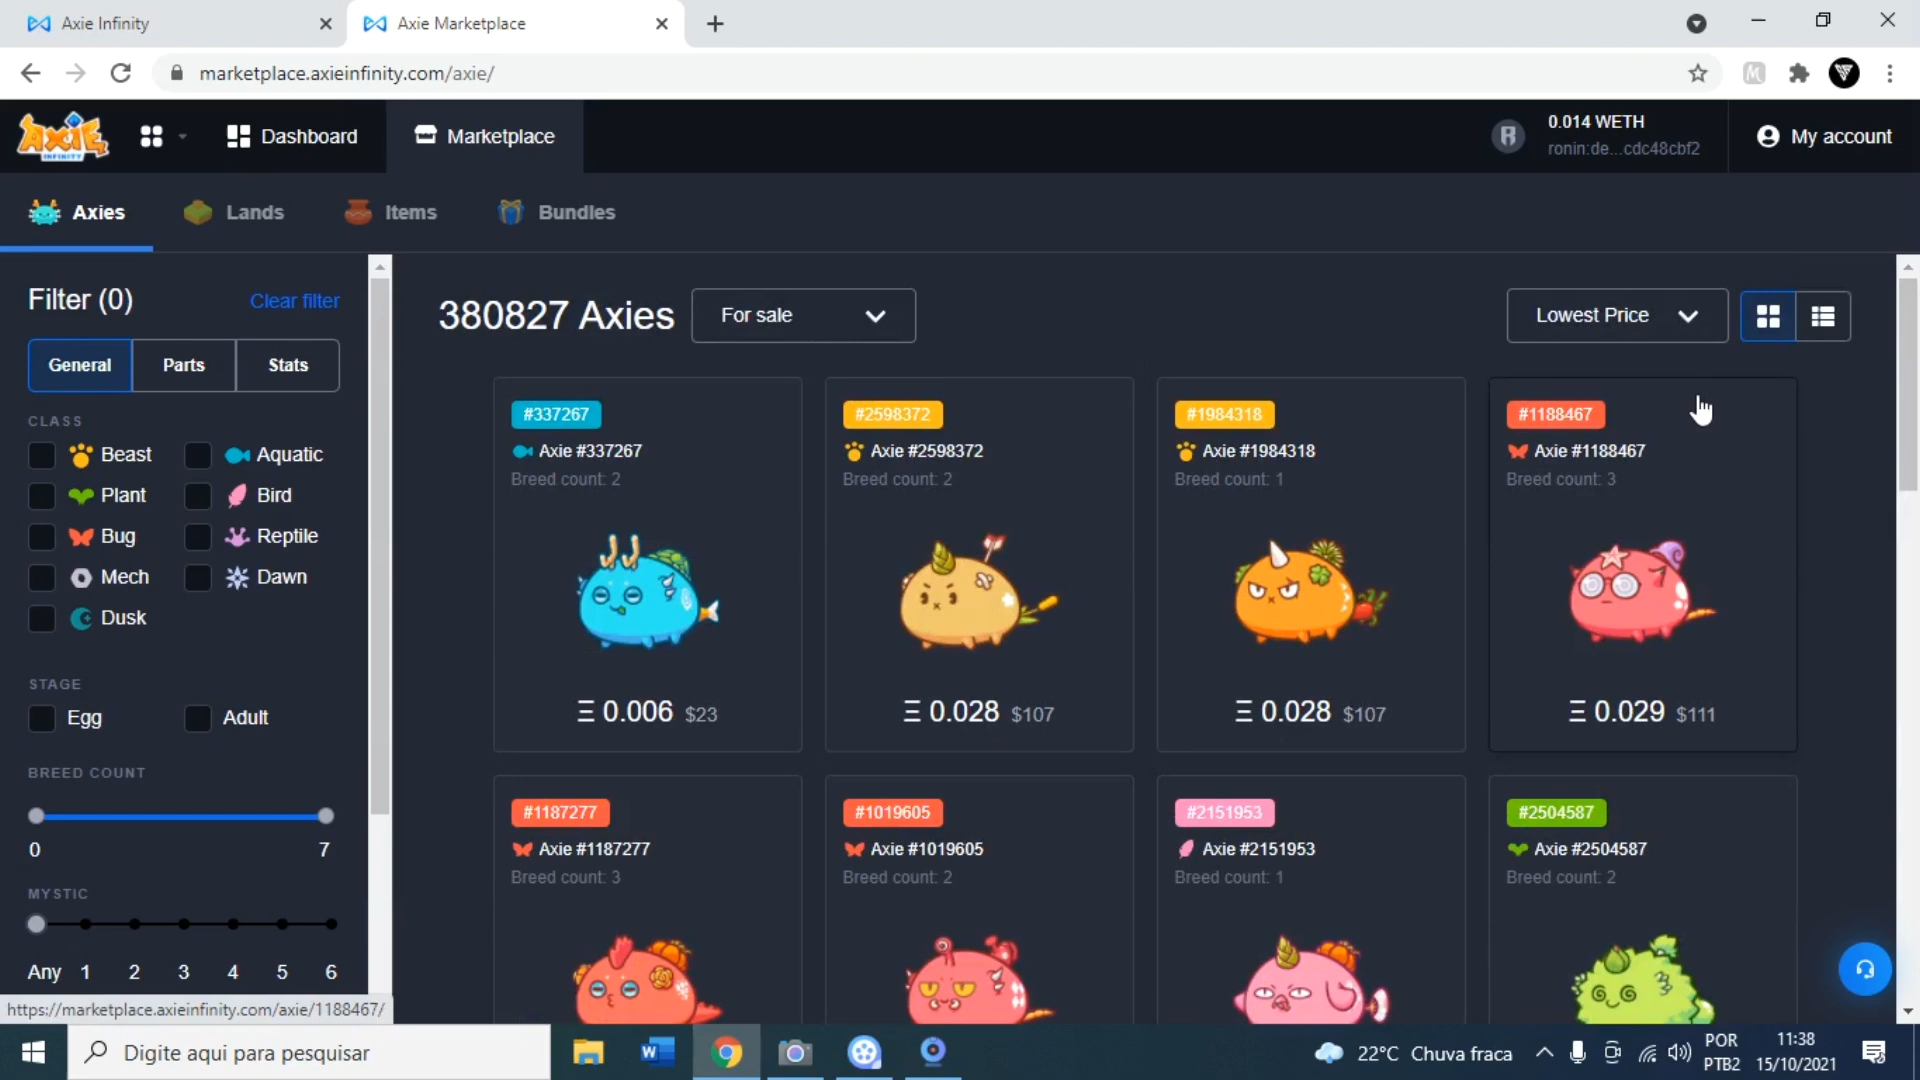 Axie Infinity
Axie Marketplace
marketplace.axieinfinity.com/axie/
AXIE INFINITY
Dashboard
Marketplace
0.014 WETH
ronin:de...cdc48cbf2
My account
Axies
Lands
Items
Bundles
Filter (0)
Clear filter
General
Parts
Stats
CLASS
Beast
Aquatic
Plant
Bird
Bug
Reptile
Mech
Dawn
Dusk
STAGE
Egg
Adult
BREED COUNT
0
7
MYSTIC
Any 1 2 3 4 5 6
https://marketplace.axieinfinity.com/axie/1188467/
380827 Axies
For sale
Lowest Price
#337267
Axie #337267
Breed count: 2
Ξ 0.006 $23
#2598372
Axie #2598372
Breed count: 2
Ξ 0.028 $107
#1984318
Axie #1984318
Breed count: 1
Ξ 0.028 $107
#1188467
Axie #1188467
Breed count: 3
Ξ 0.029 $111
#1187277
Axie #1187277
Breed count: 3
#1019605
Axie #1019605
Breed count: 2
#2151953
Axie #2151953
Breed count: 1
#2504587
Axie #2504587
Breed count: 2
Digite aqui para pesquisar
22°C Chuva fraca
POR
PTB2
11:38
15/10/2021